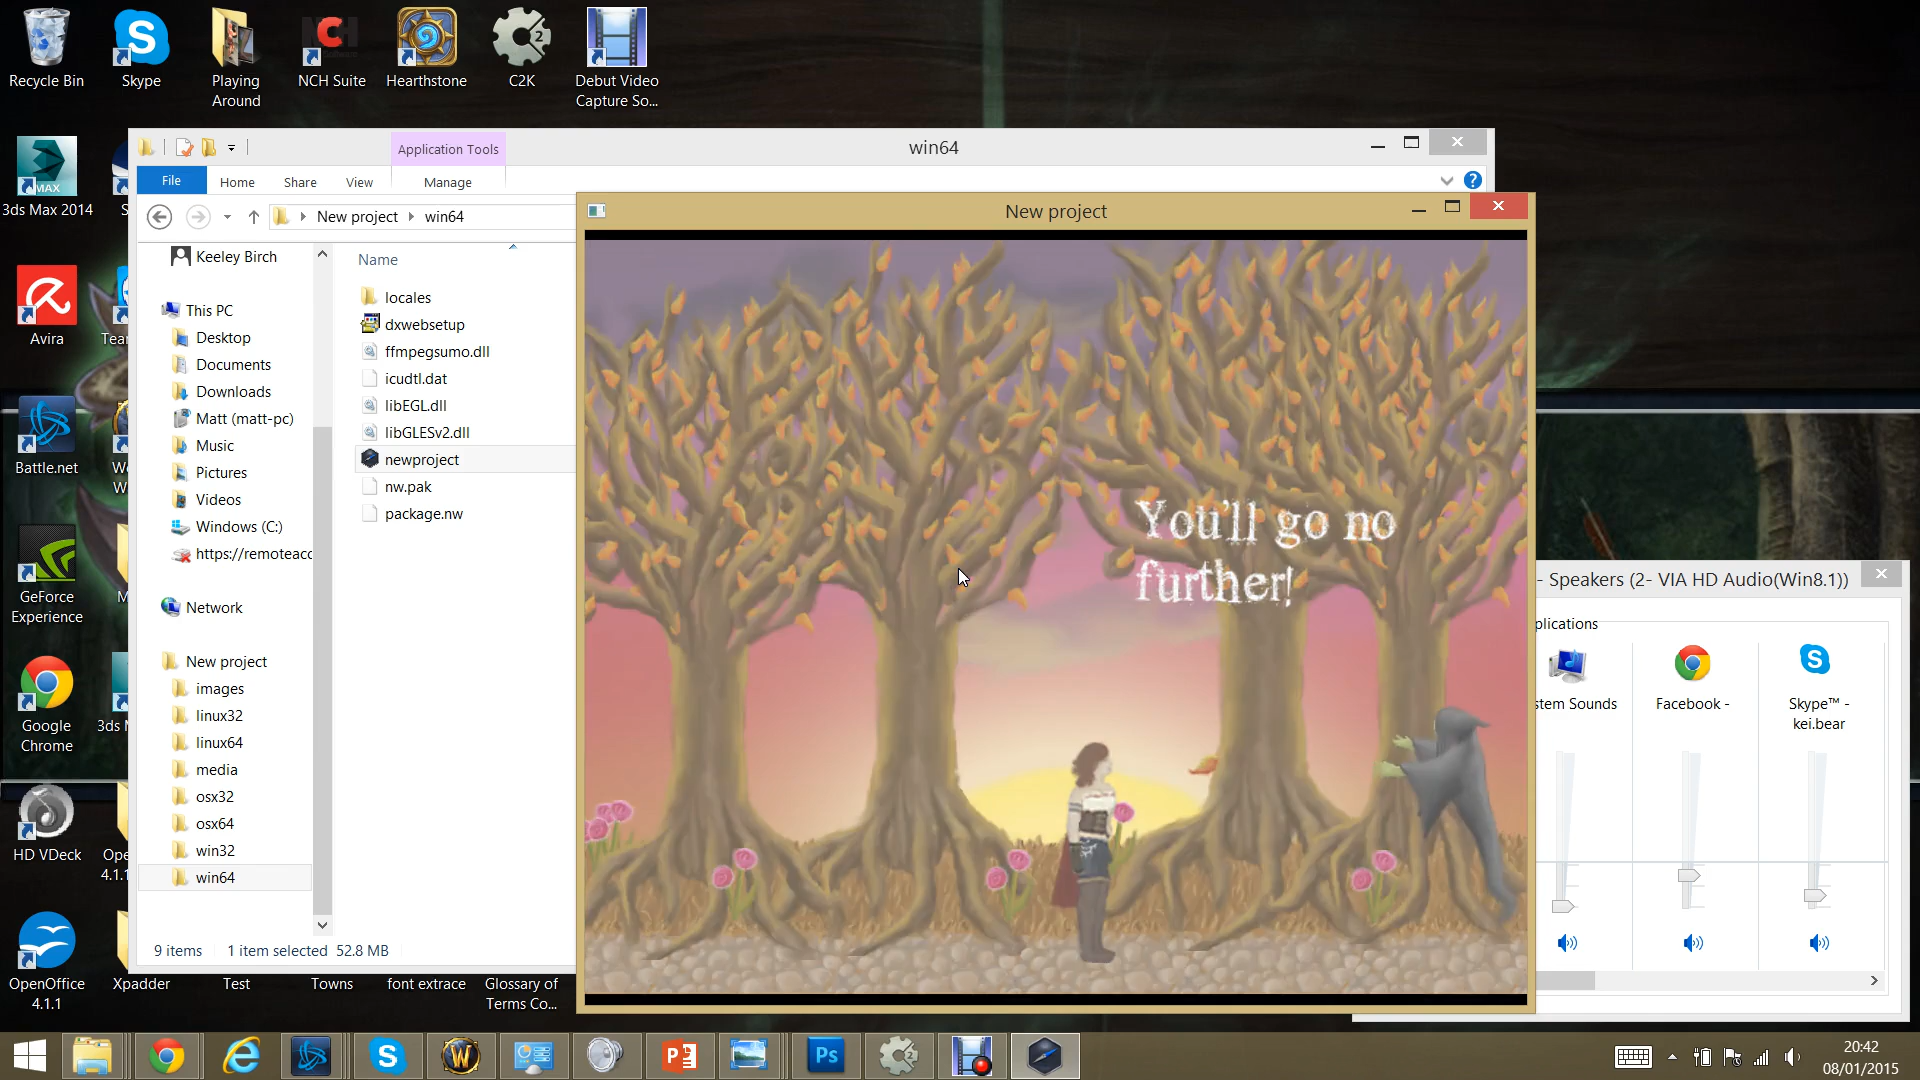 Recycle Bin
Skype
Playing
Around
NCH Suite
Hearthstone
C2K
Debut Video
Capture So...
3ds Max 2014
Avira
Battle.net
GeForce
Experience
Google
Chrome
HD VDeck
OpenOffice
4.1.1
Xpadder
Test
Towns
font extrace
Glossary of
Terms Co...
Application Tools
win64
File
Home
Share
View
Manage
New project
win64
Keeley Birch
This PC
Desktop
Documents
Downloads
Matt (matt-pc)
Music
Pictures
Videos
Windows (C:)
https://remoteacc
Network
New project
images
linux32
linux64
media
osx32
osx64
win32
win64
Name
locales
dxwebsetup
ffmpegsumo.dll
icudtl.dat
libEGL.dll
libGLESv2.dll
newproject
nw.pak
package.nw
9 items
1 item selected 52.8 MB
New project
You'll go no
further!
- Speakers (2- VIA HD Audio(Win8.1))
plications
stem Sounds
Facebook -
Skype™ -
kei.bear
20:42
08/01/2015